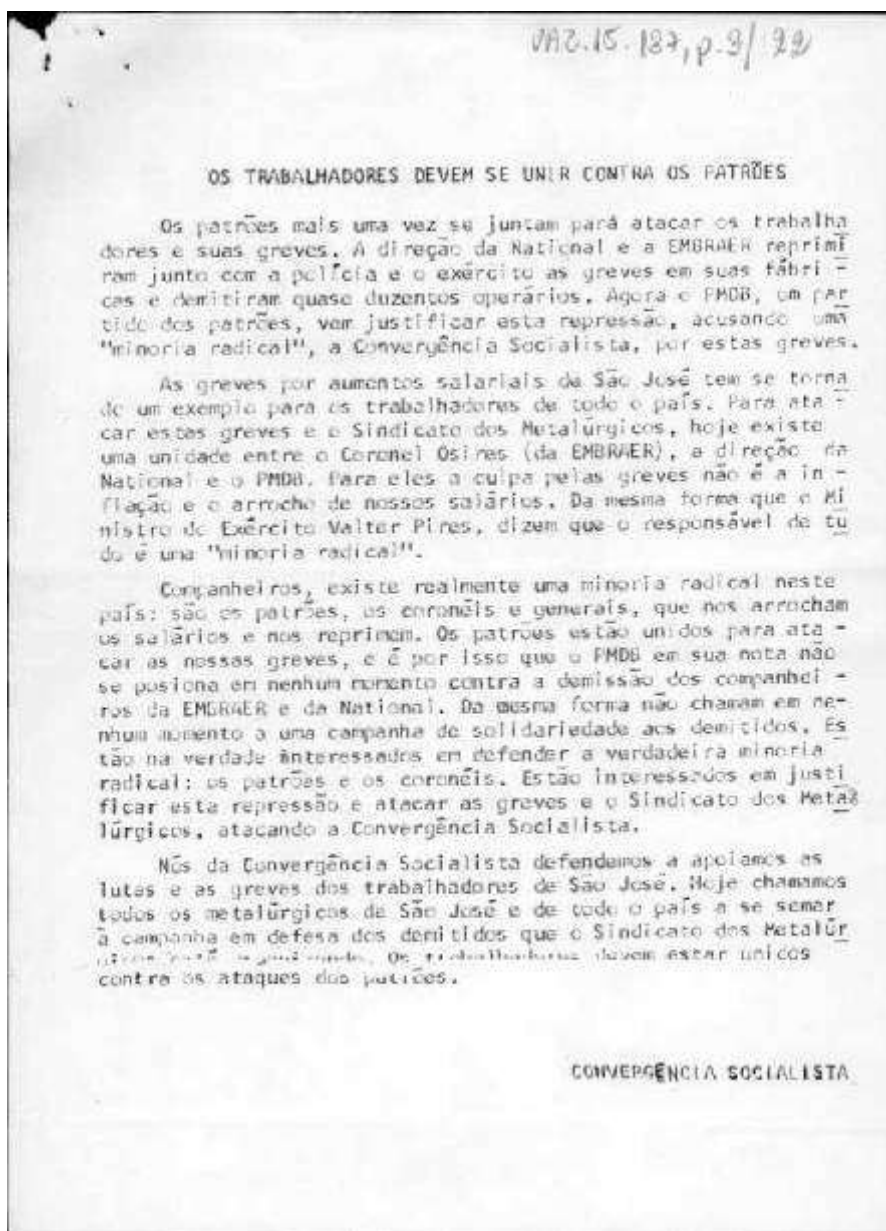 VAZ.15.187, p.9/22
OS TRABALHADORES DEVEM SE UNIR CONTRA OS PATRÕES
Os patrões mais uma vez se juntam pará atacar os trabalha
dores e suas greves. A direção da National e a EMBRAER reprimi
ram junto com a polícia e o exército as greves em suas fábri -
cas e demitiram quase duzentos operários. Agora o PMDB, um par
tido dos patrões, vem justificar esta repressão, acusando uma
"minoria radical", a Convergência Socialista, por estas greves.
As greves por aumentos salariais de São José tem se torna
do um exemplo para os trabalhadores de todo o país. Para ata -
car estas greves e o Sindicato dos Metalúrgicos, hoje existe
uma unidade entre o Coronel Osires (da EMBRAER), a direção da
National e o PMDB. Para eles a culpa pelas greves não é a in -
flação e o arrocho de nossos salários. Da mesma forma que o Mi
nistro do Exército Valter Pires, dizem que o responsável de tu
do é uma "minoria radical".
Companheiros, existe realmente uma minoria radical neste
país: são os patrões, os coronéis e generais, que nos arrocham
os salários e nos reprimem. Os patrões estão unidos para ata -
car as nossas greves, e é por isso que o PMDB em sua nota não
se posiona em nenhum momento contra a demissão dos companhei -
ros da EMBRAER e da National. Da mesma forma não chamam em ne-
nhum momento a uma campanha de solidariedade aos demitidos. Es
tão na verdade interessados em defender a verdadeira minoria
radical: os patrões e os coronéis. Estão interessados em justi
ficar esta repressão e atacar as greves e o Sindicato dos Meta
lúrgicos, atacando a Convergência Socialista.
Nós da Convergência Socialista defendemos a apoiamos as
lutas e as greves dos trabalhadores de São José. Hoje chamamos
todos os metalúrgicos de São José e de todo o país a se somar
à campanha em defesa dos demitidos que o Sindicato dos Metalúr
Os trabalhadores devem estar unidos
contra os ataques dos patrões.
CONVERGÊNCIA SOCIALISTA